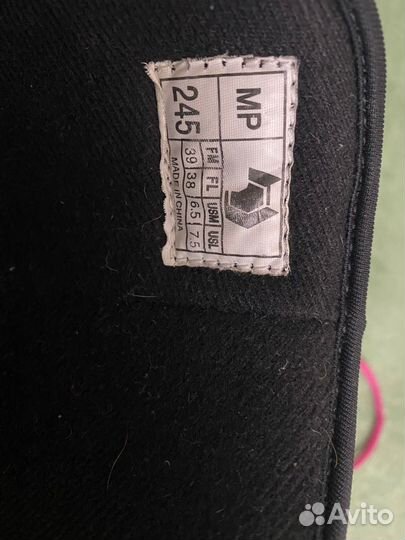 MP
FM FL USM USL
245 39 38 6.5 7.5
MADE IN CHINA
Avito